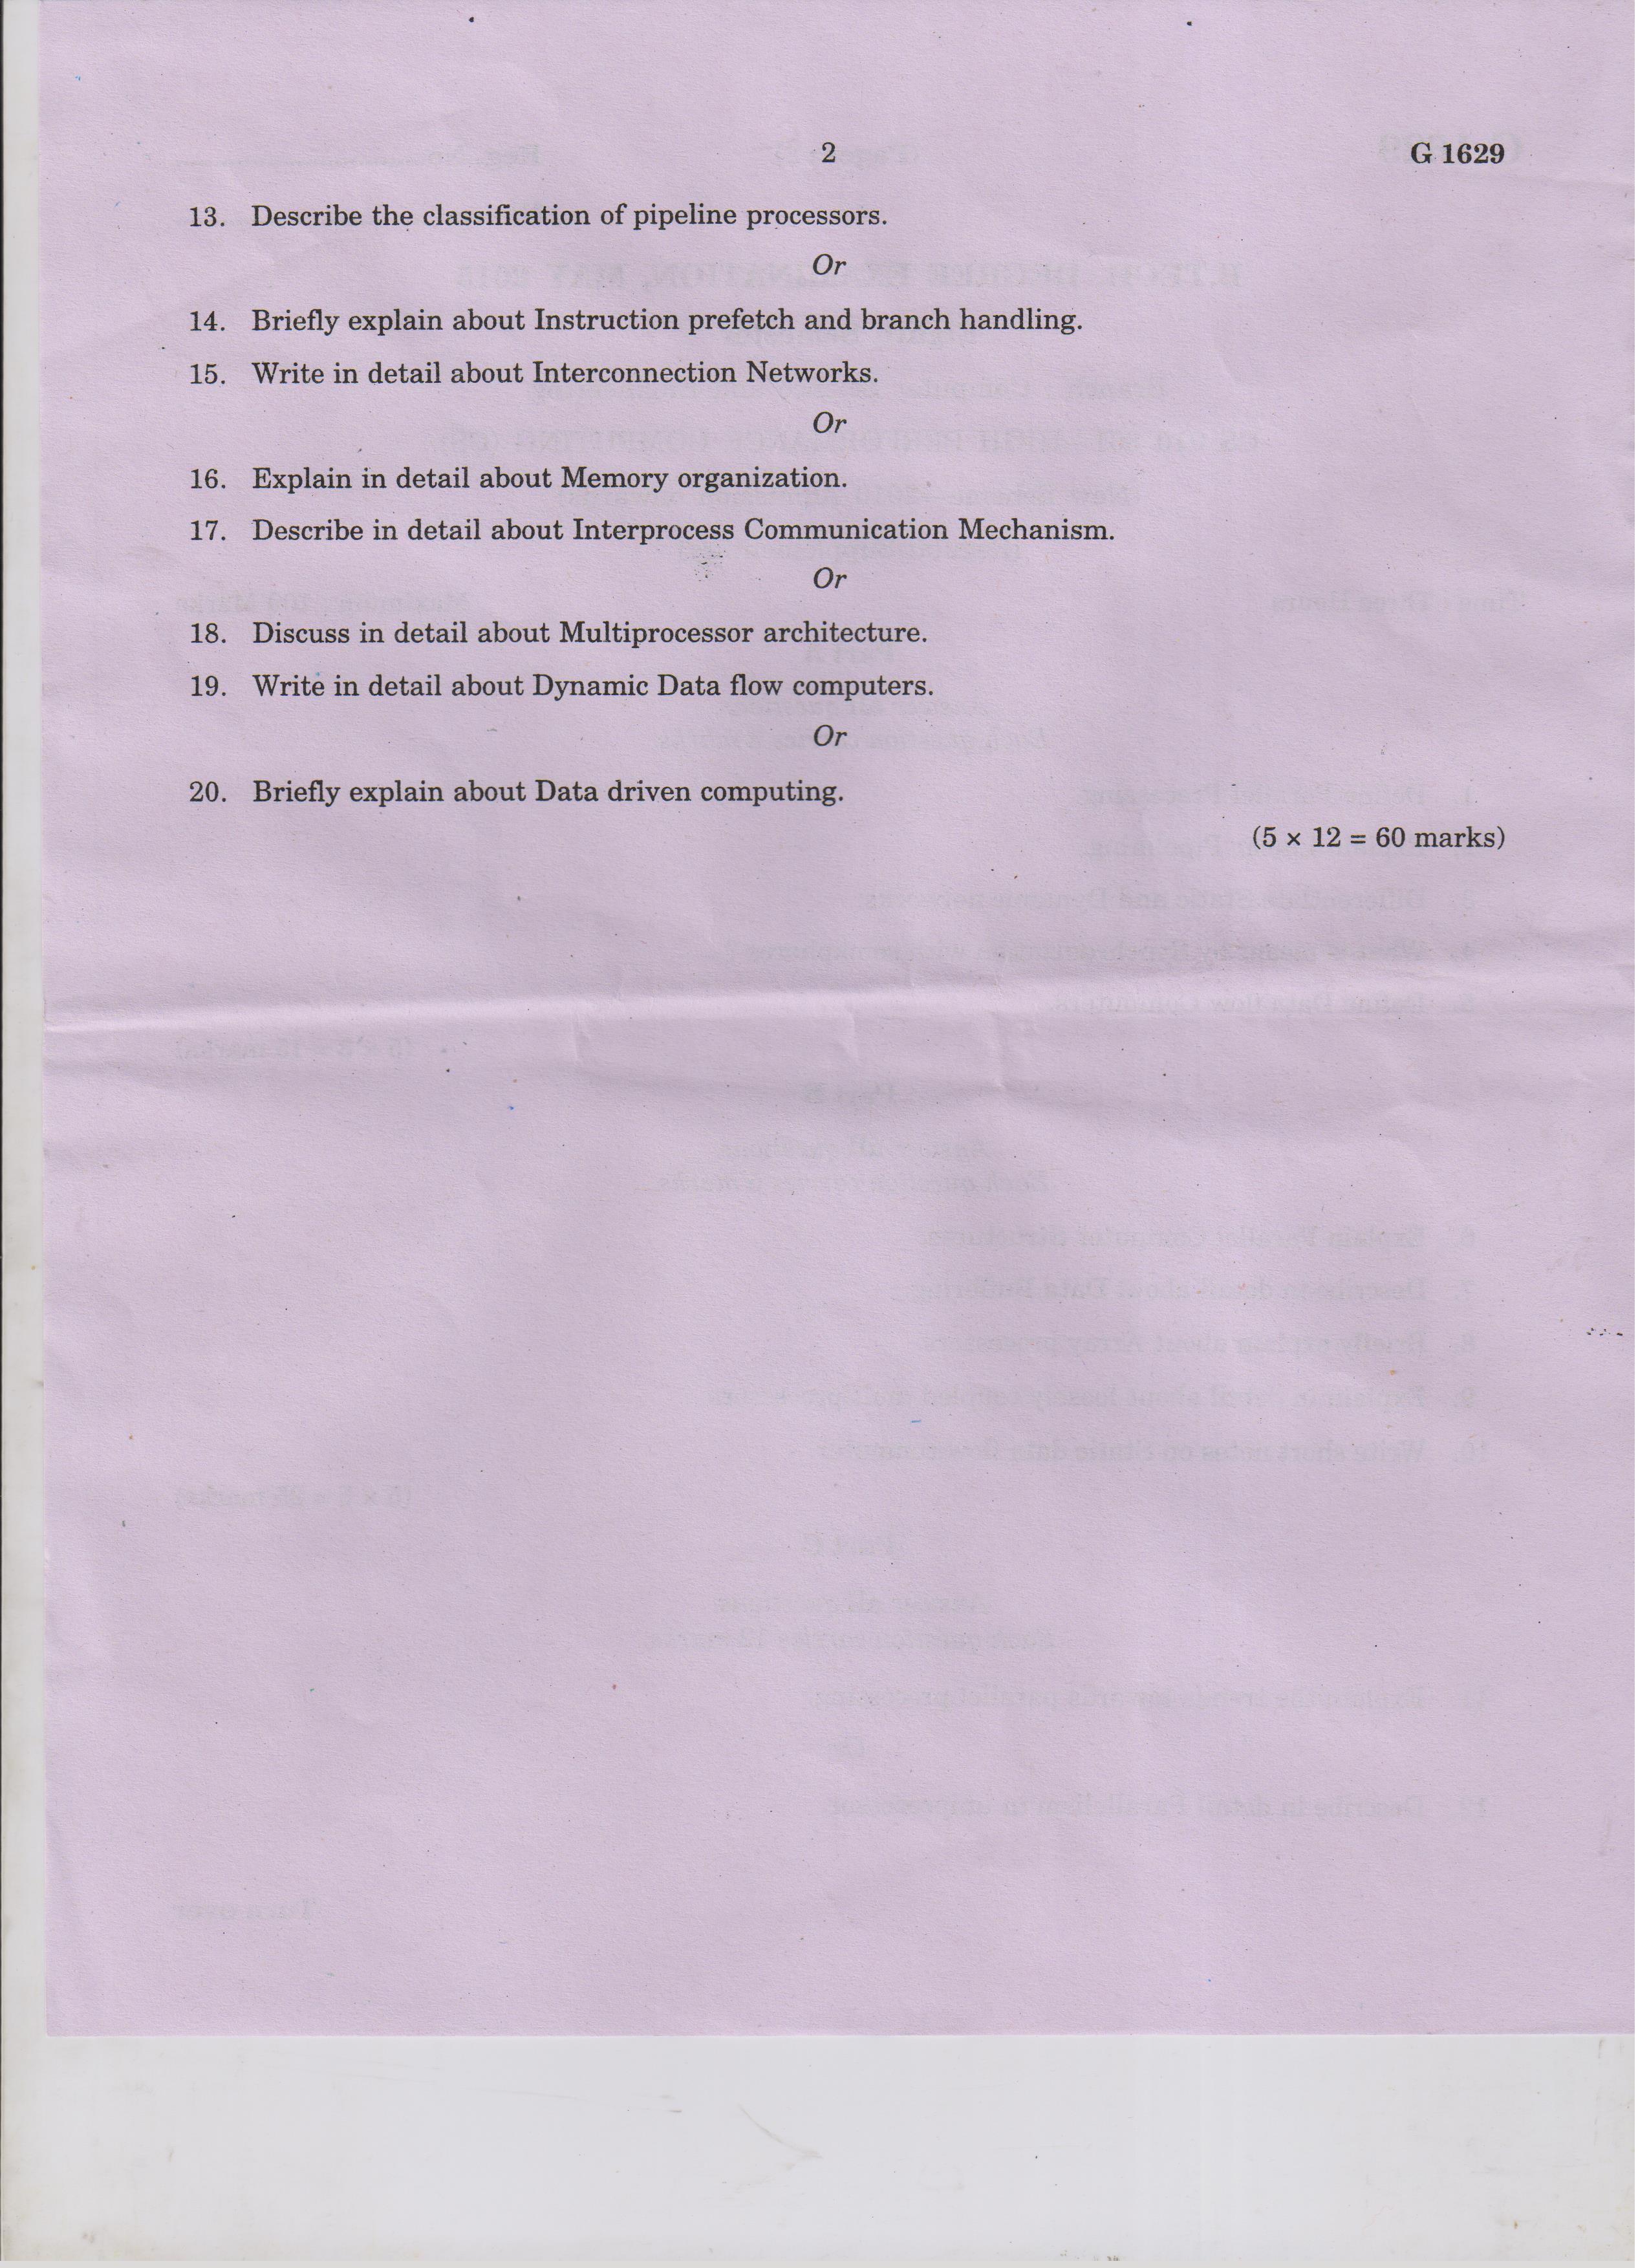 2
G 1629
13. Describe the classification of pipeline processors.
Or
14. Briefly explain about Instruction prefetch and branch handling.
15. Write in detail about Interconnection Networks.
Or
16. Explain in detail about Memory organization.
17. Describe in detail about Interprocess Communication Mechanism.
Or
18. Discuss in detail about Multiprocessor architecture.
19. Write in detail about Dynamic Data flow computers.
Or
20. Briefly explain about Data driven computing.
(5 × 12 = 60 marks)